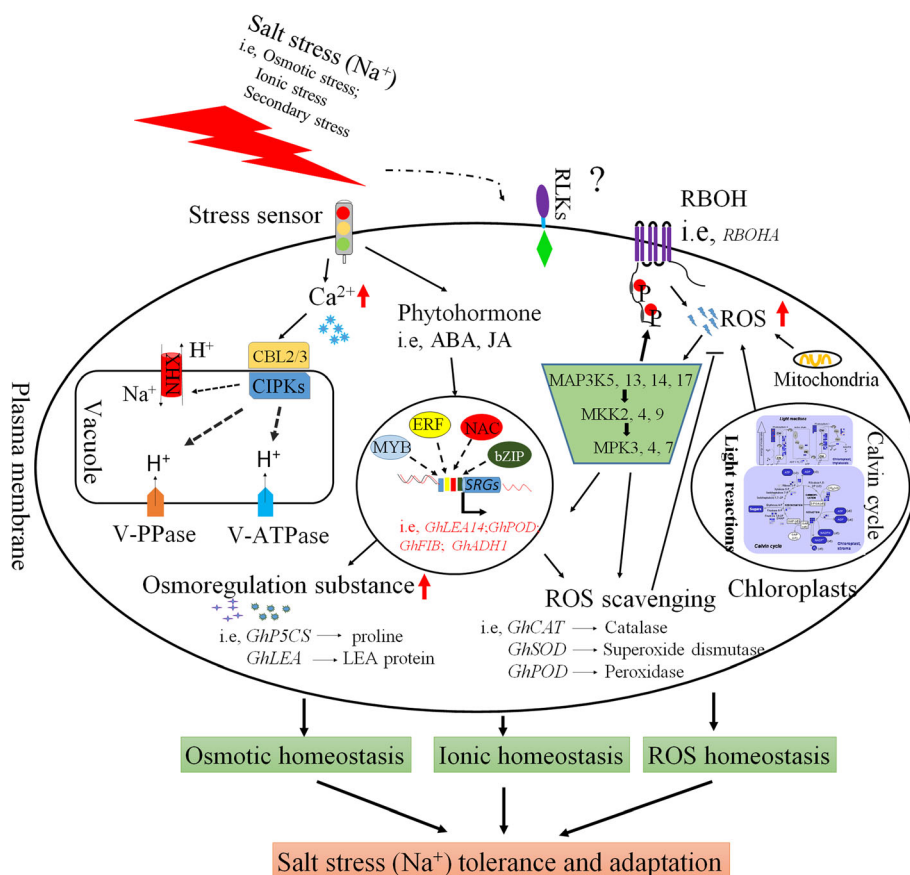 Salt stress (Na⁺)
i.e, Osmotic stress;
Ionic stress
Secondary stress
Stress sensor
RLKs
?
RBOH
i.e, RBOHA
Ca²⁺
Phytohormone
i.e, ABA, JA
P
P
ROS
Mitochondria
Plasma membrane
NHX
H⁺
Na⁺
CBL2/3
CIPKs
Vacuole
H⁺
H⁺
V-PPase
V-ATPase
MYB
ERF
NAC
bZIP
SRGs
i.e, GhLEA14;GhPOD;
GhFIB; GhADH1
MAP3K5, 13, 14, 17
MKK2, 4, 9
MPK3, 4, 7
Light reactions
Calvin cycle
Light reactions
Calvin cycle
Chloroplasts
Osmoregulation substance
i.e, GhP5CS proline
GhLEA LEA protein
ROS scavenging
i.e, GhCAT Catalase
GhSOD Superoxide dismutase
GhPOD Peroxidase
Osmotic homeostasis
Ionic homeostasis
ROS homeostasis
Salt stress (Na⁺) tolerance and adaptation